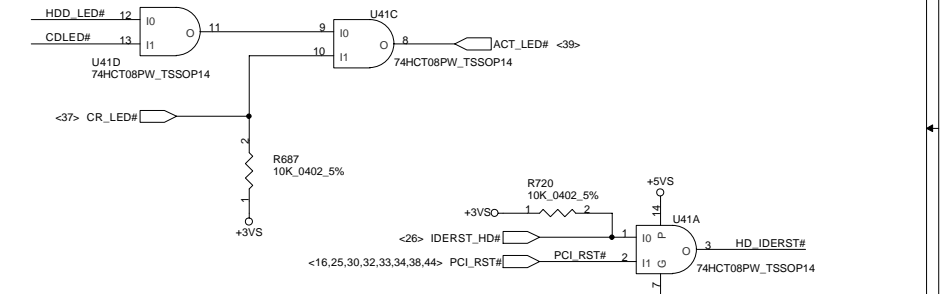 HDD_LED# 12 I0
U41C
11 9 I0
O
CDLED# 13 I1
O 8 ACT_LED# <39>
10 I1
U41D
74HCT08PW_TSSOP14
74HCT08PW_TSSOP14
<37> CR_LED#
2
R687
10K_0402_5%
1
+3VS
R720
10K_0402_5%
+5VS
+3VS 1 2
14
U41A
<26> IDERST_HD# 1 I0 P
O 3 HD_IDERST#
<16,25,30,32,33,34,38,44> PCI_RST# PCI_RST# 2 I1 G
74HCT08PW_TSSOP14
7